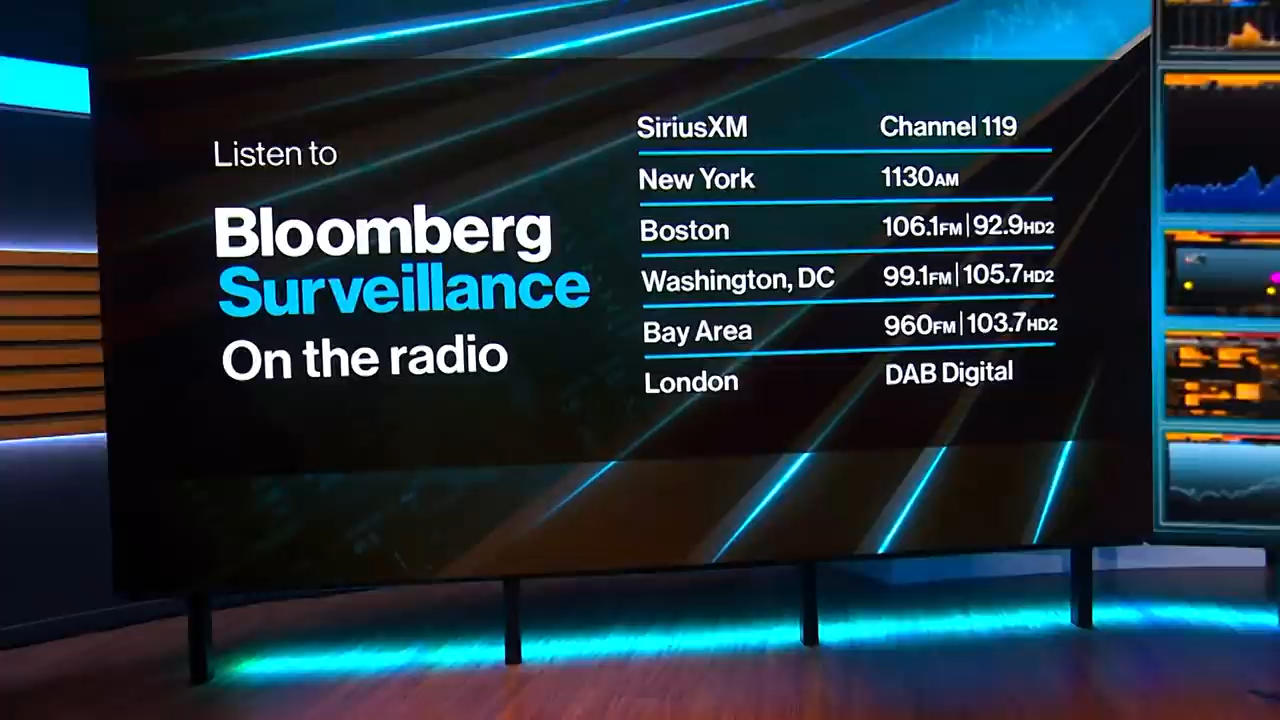 Listen to
Bloomberg
Surveillance
On the radio
SiriusXM Channel 119
New York 1130AM
Boston 106.1FM|92.9HD2
Washington, DC 99.1FM|105.7HD2
Bay Area 960FM|103.7HD2
London DAB Digital